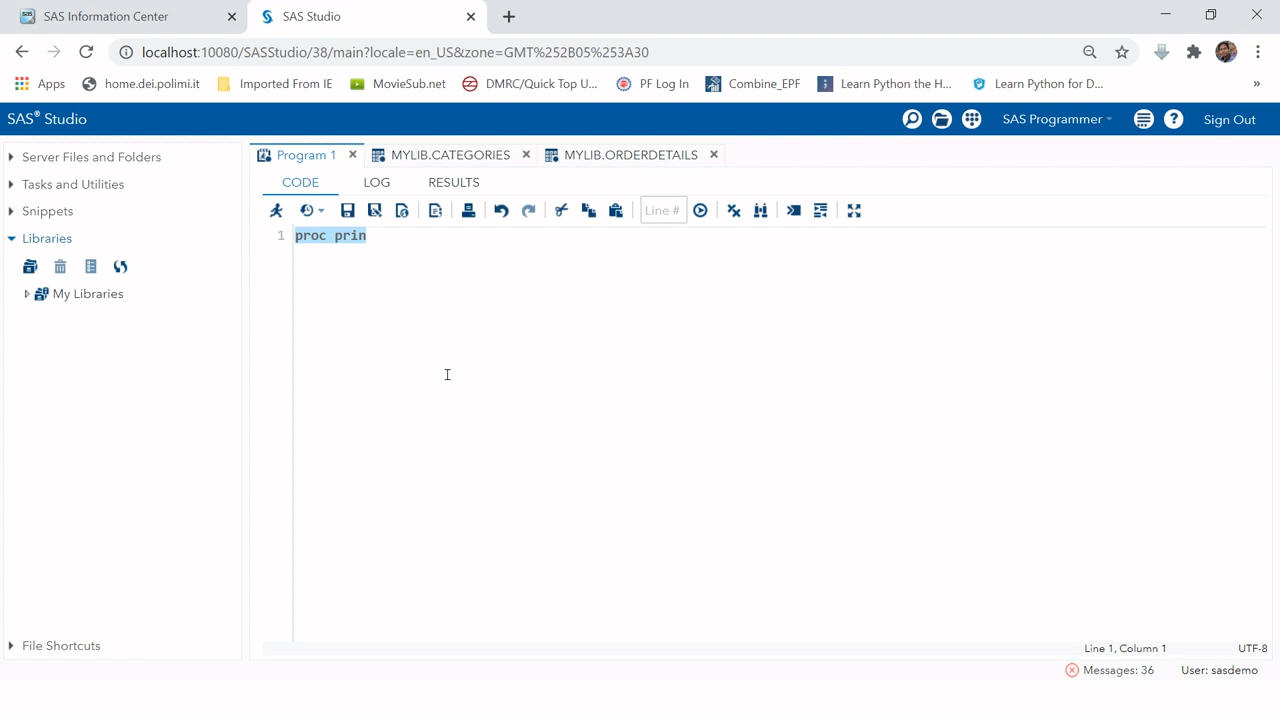 SAS Information Center
SAS Studio
localhost:10080/SASStudio/38/main?locale=en_US&zone=GMT%252B05%253A30
Apps
home.dei.polimi.it
Imported From IE
MovieSub.net
DMRC/Quick Top U...
PF Log In
Combine_EPF
Learn Python the H...
Learn Python for D...
»
SAS® Studio
SAS Programmer
Sign Out
Server Files and Folders
Tasks and Utilities
Snippets
Libraries
My Libraries
File Shortcuts
Program 1
MYLIB.CATEGORIES
MYLIB.ORDERDETAILS
CODE
LOG
RESULTS
Line #
1 proc prin
Line 1, Column 1
UTF-8
Messages: 36
User: sasdemo